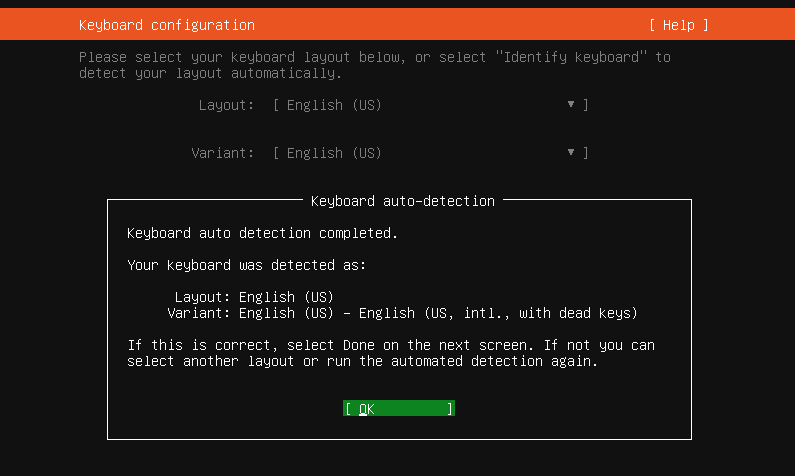 Keyboard configuration [ Help ]
Please select your keyboard layout below, or select "Identify keyboard" to
detect your layout automatically.
Layout: [ English (US) ▼ ]
Variant: [ English (US) ▼ ]
Keyboard auto-detection
Keyboard auto detection completed.
Your keyboard was detected as:
Layout: English (US)
Variant: English (US) - English (US, intl., with dead keys)
If this is correct, select Done on the next screen. If not you can
select another layout or run the automated detection again.
[ OK ]